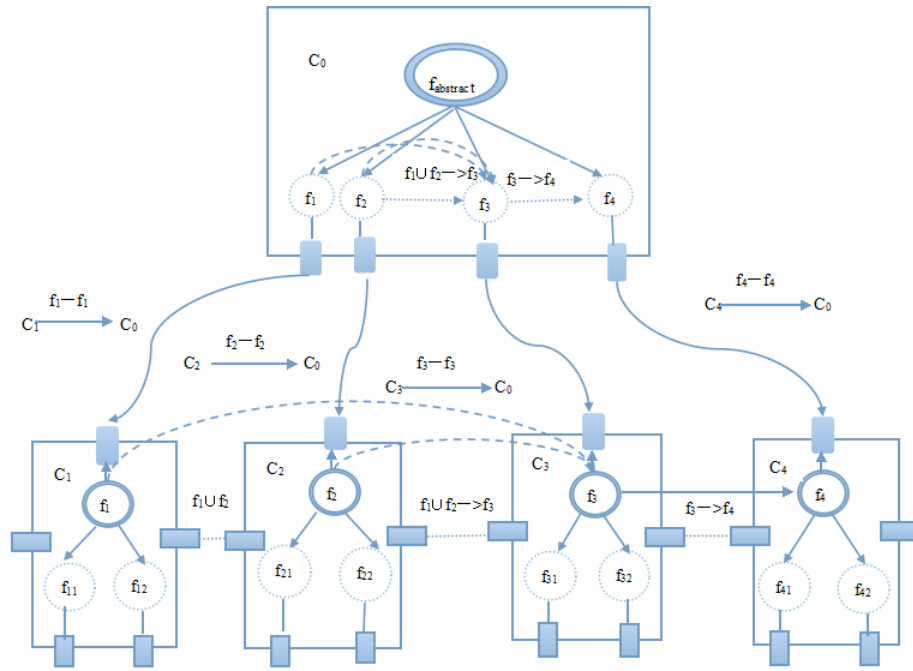 C₀
f_abstract
f₁∪f₂—>f₃
f₃—>f₄
f₁
f₂
f₃
f₄
f₁—f₁
C₁ C₀
f₄—f₄
C₄ C₀
f₂—f₂
C₂ C₀
f₃—f₃
C₃ C₀
C₁
f₁
f₁₁
f₁₂
f₁∪f₂
C₂
f₂
f₂₁
f₂₂
f₁∪f₂—>f₃
C₃
f₃
f₃₁
f₃₂
f₃—>f₄
C₄
f₄
f₄₁
f₄₂